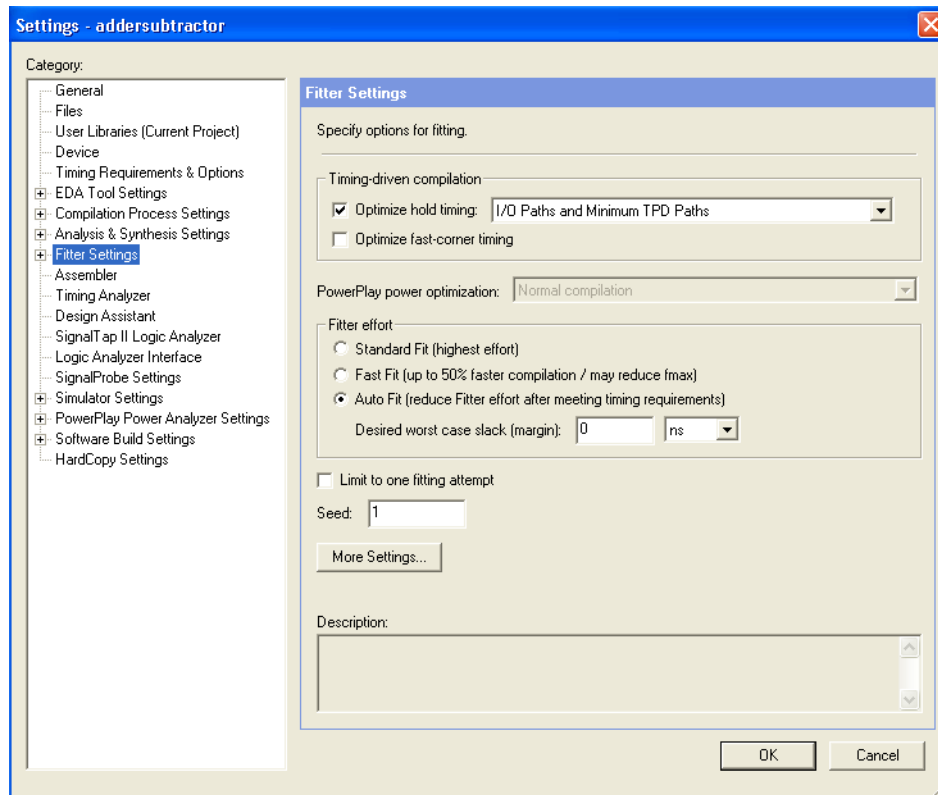 Settings - addersubtractor
Category:
General
Files
User Libraries (Current Project)
Device
Timing Requirements & Options
EDA Tool Settings
Compilation Process Settings
Analysis & Synthesis Settings
Fitter Settings
Assembler
Timing Analyzer
Design Assistant
SignalTap II Logic Analyzer
Logic Analyzer Interface
SignalProbe Settings
Simulator Settings
PowerPlay Power Analyzer Settings
Software Build Settings
HardCopy Settings
Fitter Settings
Specify options for fitting.
Timing-driven compilation
Optimize hold timing: I/O Paths and Minimum TPD Paths
Optimize fast-corner timing
PowerPlay power optimization: Normal compilation
Fitter effort
Standard Fit (highest effort)
Fast Fit (up to 50% faster compilation / may reduce fmax)
Auto Fit (reduce Fitter effort after meeting timing requirements)
Desired worst case slack (margin): 0 ns
Limit to one fitting attempt
Seed: 1
More Settings...
Description:
OK Cancel